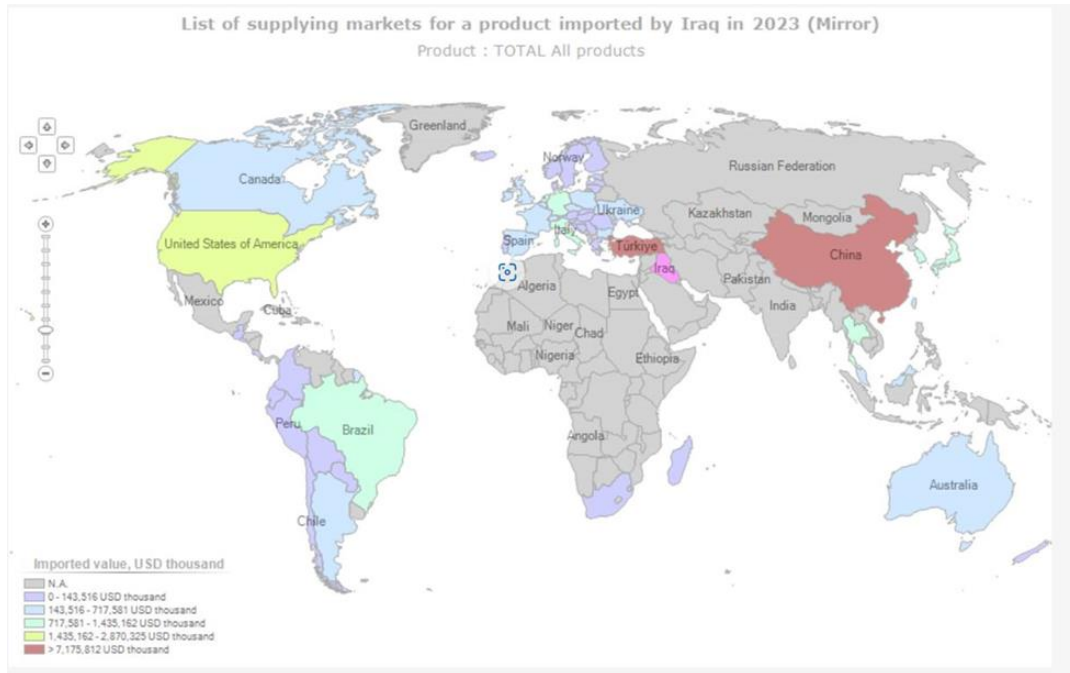 List of supplying markets for a product imported by Iraq in 2023 (Mirror)
Product : TOTAL All products
Greenland
Norway
Russian Federation
Canada
Ukraine
Kazakhstan
Mongolia
United States of America
Spain
Italy
Türkiye
China
Iraq
Algeria
Pakistan
Mexico
Cuba
Egypt
India
Mali
Niger
Chad
Nigeria
Ethiopia
Peru
Brazil
Angola
Chile
Australia
Imported value, USD thousand
N.A.
0 - 143,516 USD thousand
143,516 - 717,581 USD thousand
717,581 - 1,435,162 USD thousand
1,435,162 - 2,870,325 USD thousand
> 7,175,812 USD thousand